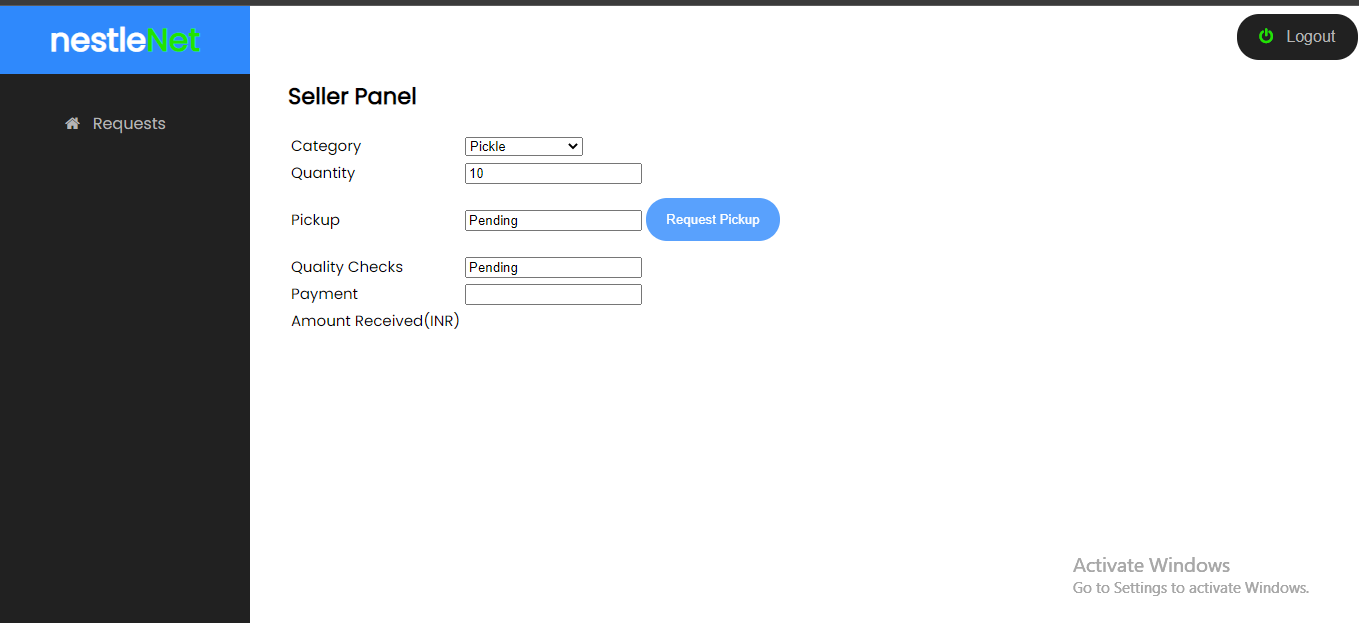 nestleNet
Logout
Requests
Seller Panel
Category Pickle
Quantity 10
Pickup Pending Request Pickup
Quality Checks Pending
Payment
Amount Received(INR)
Activate Windows
Go to Settings to activate Windows.